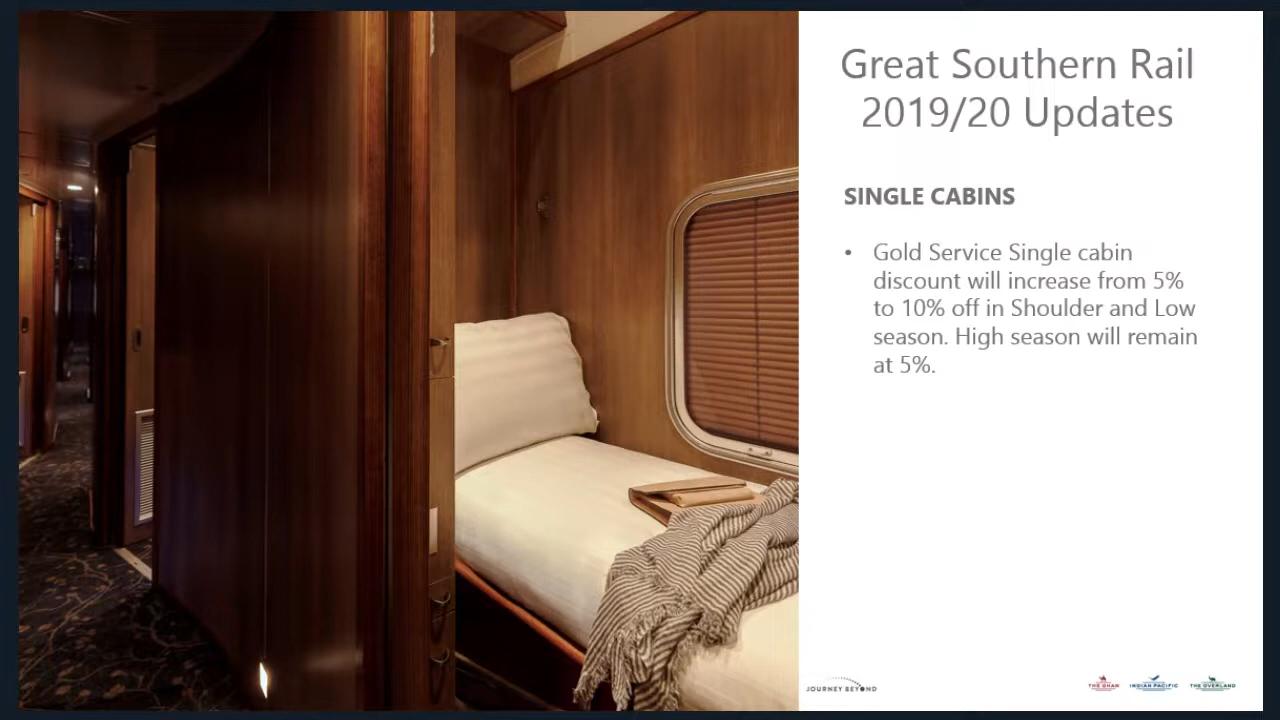 Great Southern Rail
2019/20 Updates
SINGLE CABINS
• Gold Service Single cabin
discount will increase from 5%
to 10% off in Shoulder and Low
season. High season will remain
at 5%.
JOURNEY BEYOND
THE GHAN
INDIAN PACIFIC
THE OVERLAND